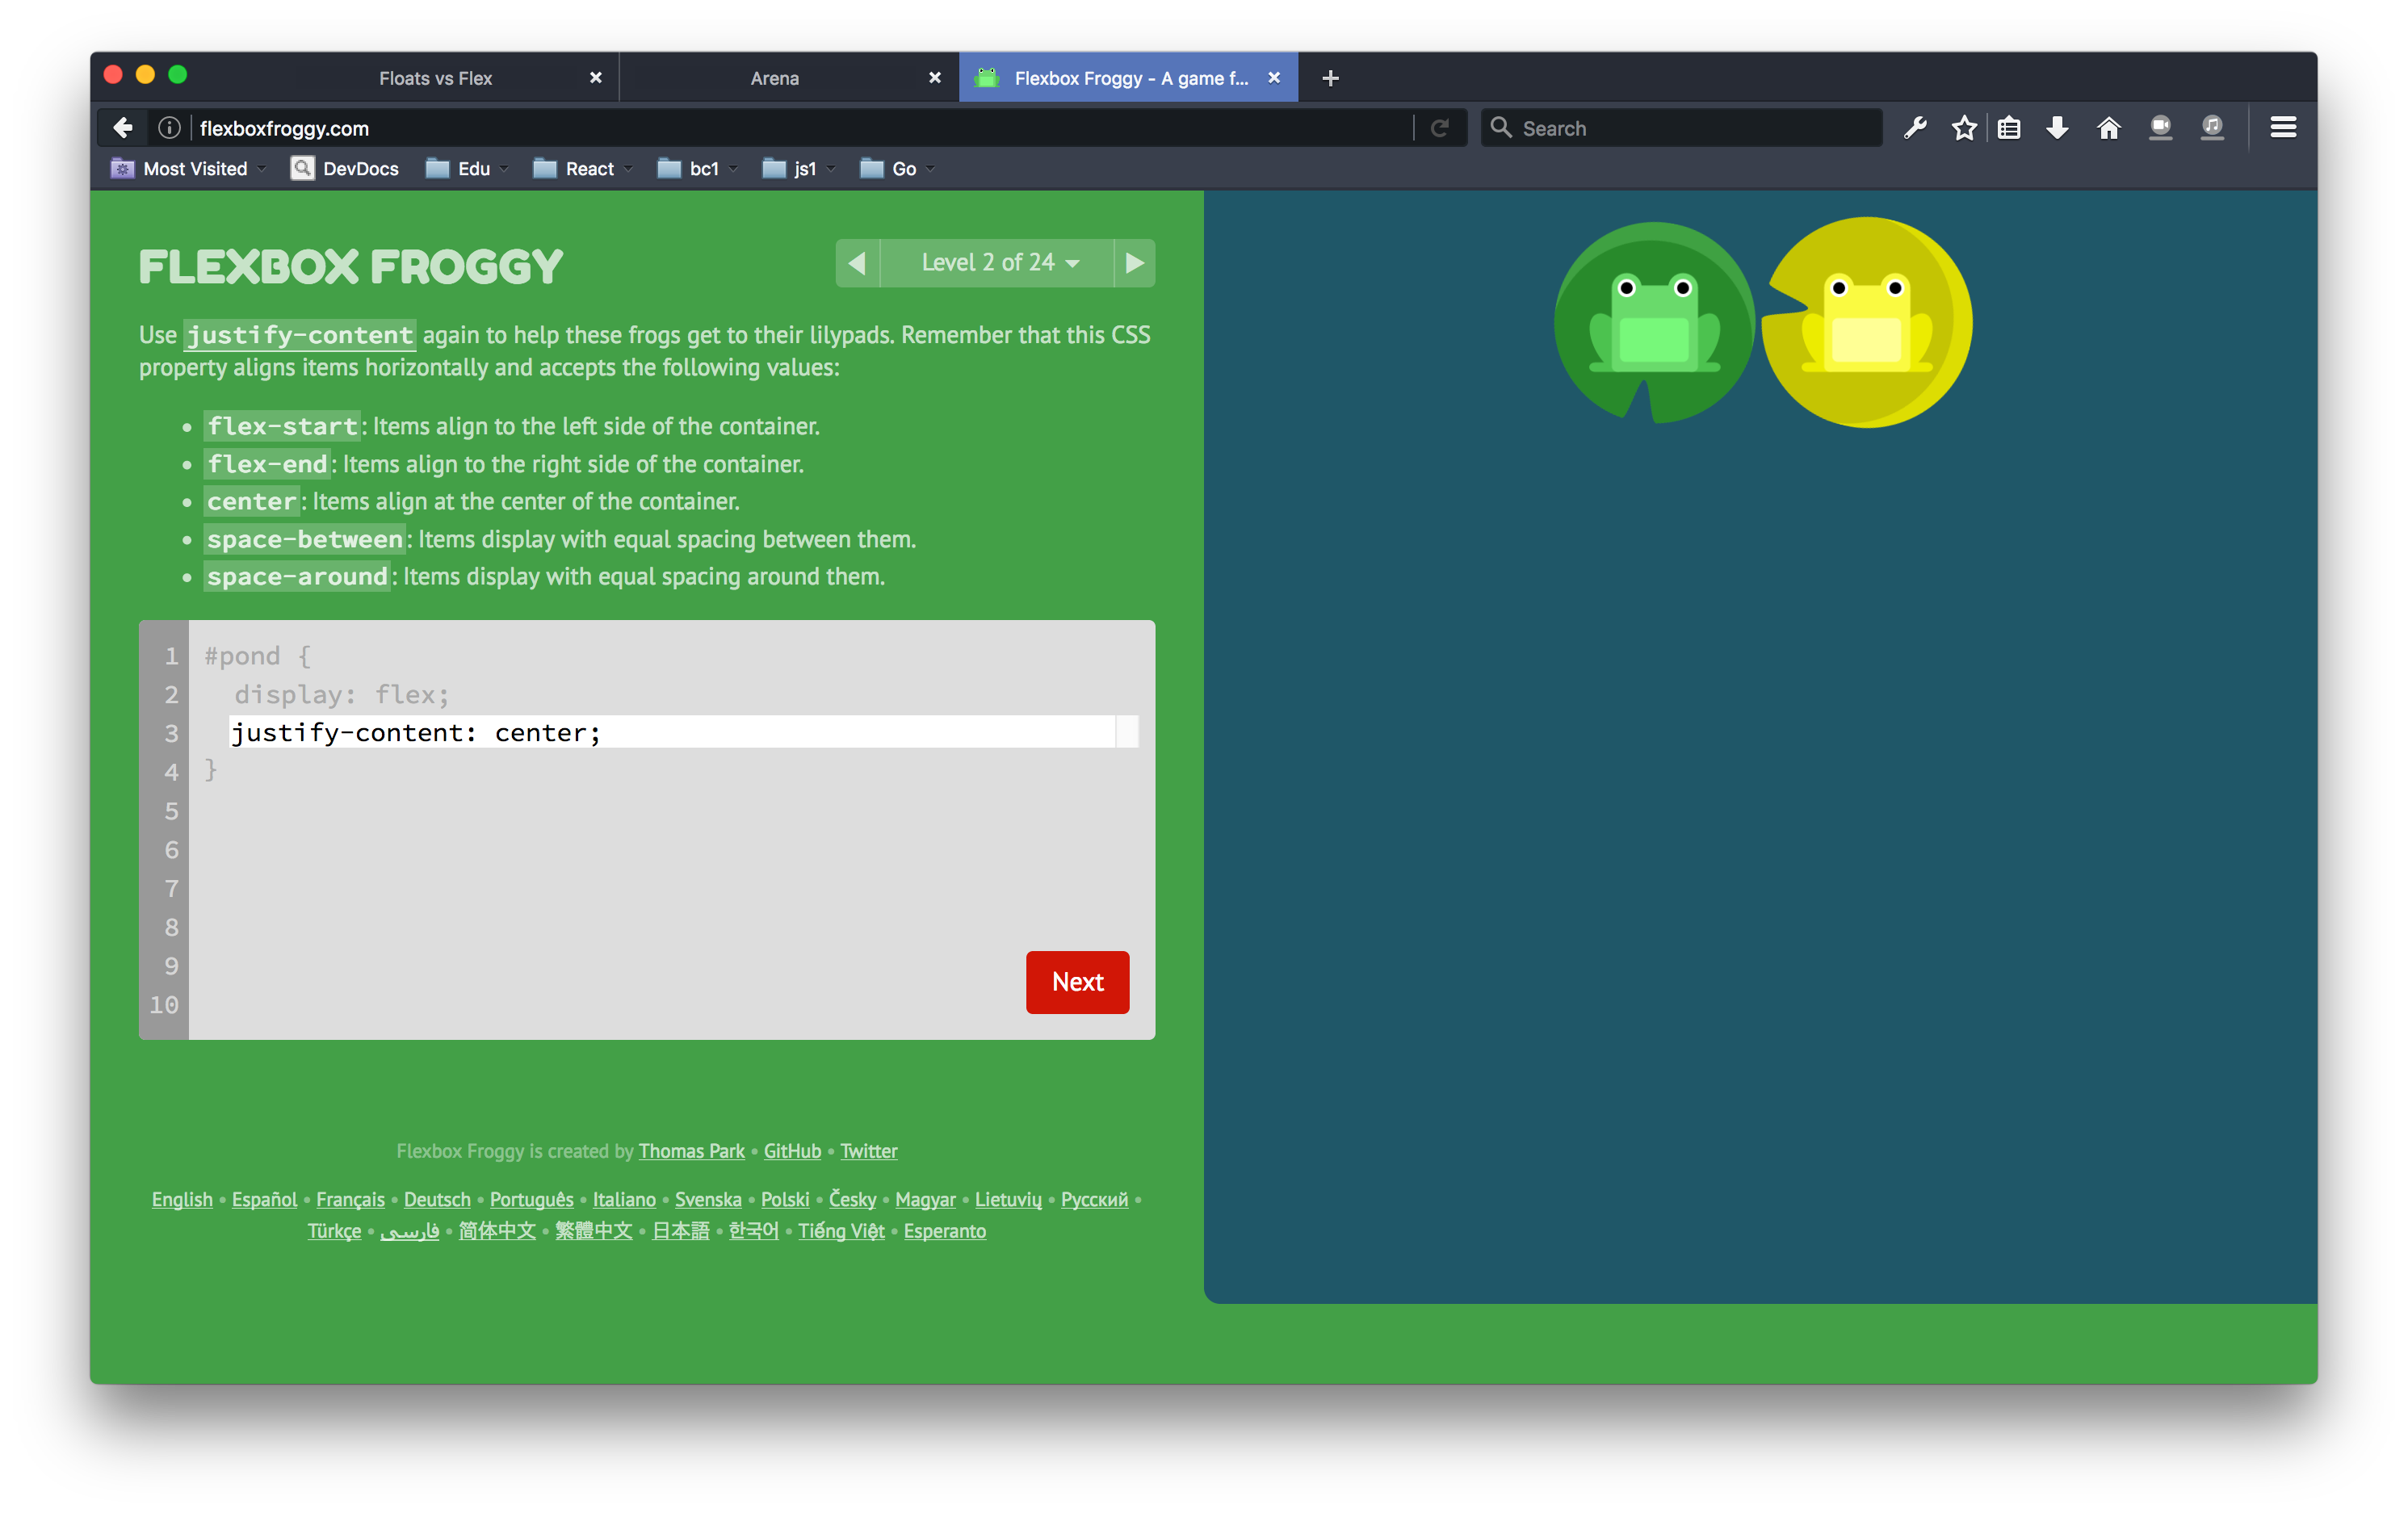 Floats vs Flex
Arena
Flexbox Froggy - A game f...
flexboxfroggy.com
Search
Most Visited
DevDocs
Edu
React
bc1
js1
Go
FLEXBOX FROGGY
Level 2 of 24
Use justify-content again to help these frogs get to their lilypads. Remember that this CSS
property aligns items horizontally and accepts the following values:
• flex-start: Items align to the left side of the container.
• flex-end: Items align to the right side of the container.
• center: Items align at the center of the container.
• space-between: Items display with equal spacing between them.
• space-around: Items display with equal spacing around them.
1 #pond {
2 display: flex;
3 justify-content: center;
4 }
5
6
7
8
9
10
Next
Flexbox Froggy is created by Thomas Park • GitHub • Twitter
English • Español • Français • Deutsch • Português • Italiano • Svenska • Polski • Česky • Magyar • Lietuvių • Русский •
Türkçe • فارسی • 简体中文 • 繁體中文 • 日本語 • 한국어 • Tiếng Việt • Esperanto